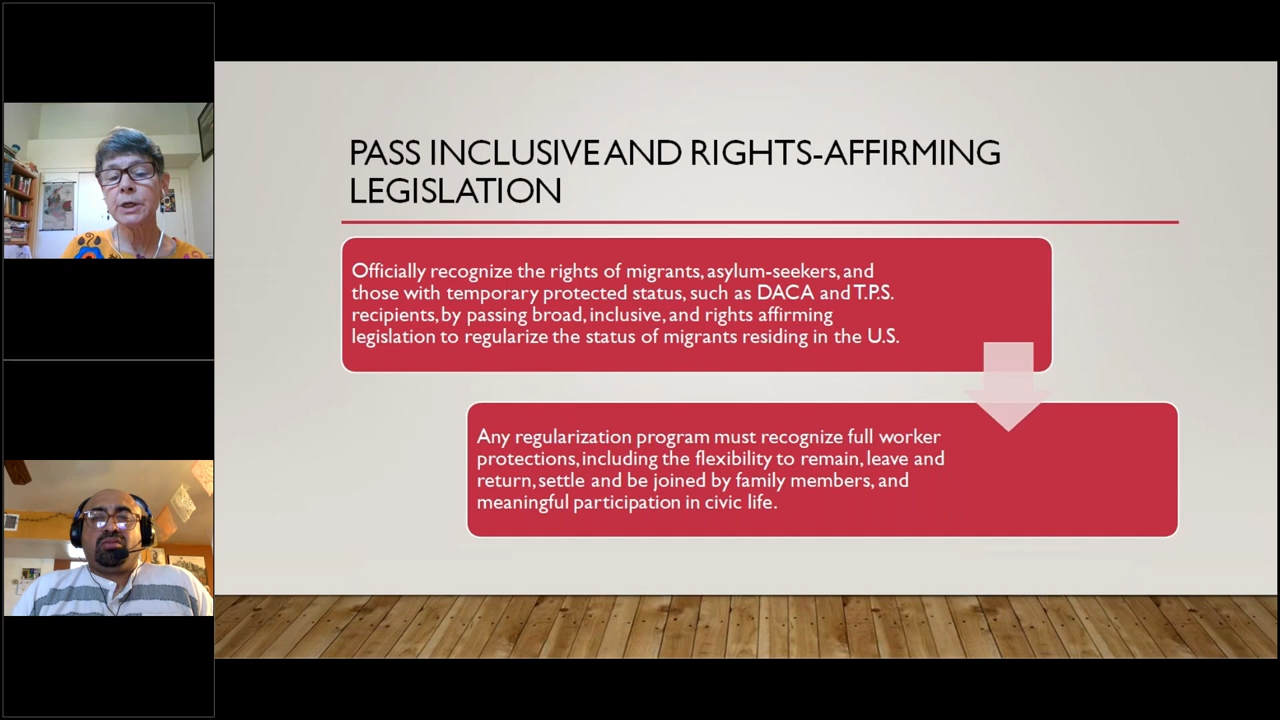 PASS INCLUSIVE AND RIGHTS-AFFIRMING
LEGISLATION
Officially recognize the rights of migrants, asylum-seekers, and
those with temporary protected status, such as DACA and T.P.S.
recipients, by passing broad, inclusive, and rights affirming
legislation to regularize the status of migrants residing in the U.S.
Any regularization program must recognize full worker
protections, including the flexibility to remain, leave and
return, settle and be joined by family members, and
meaningful participation in civic life.